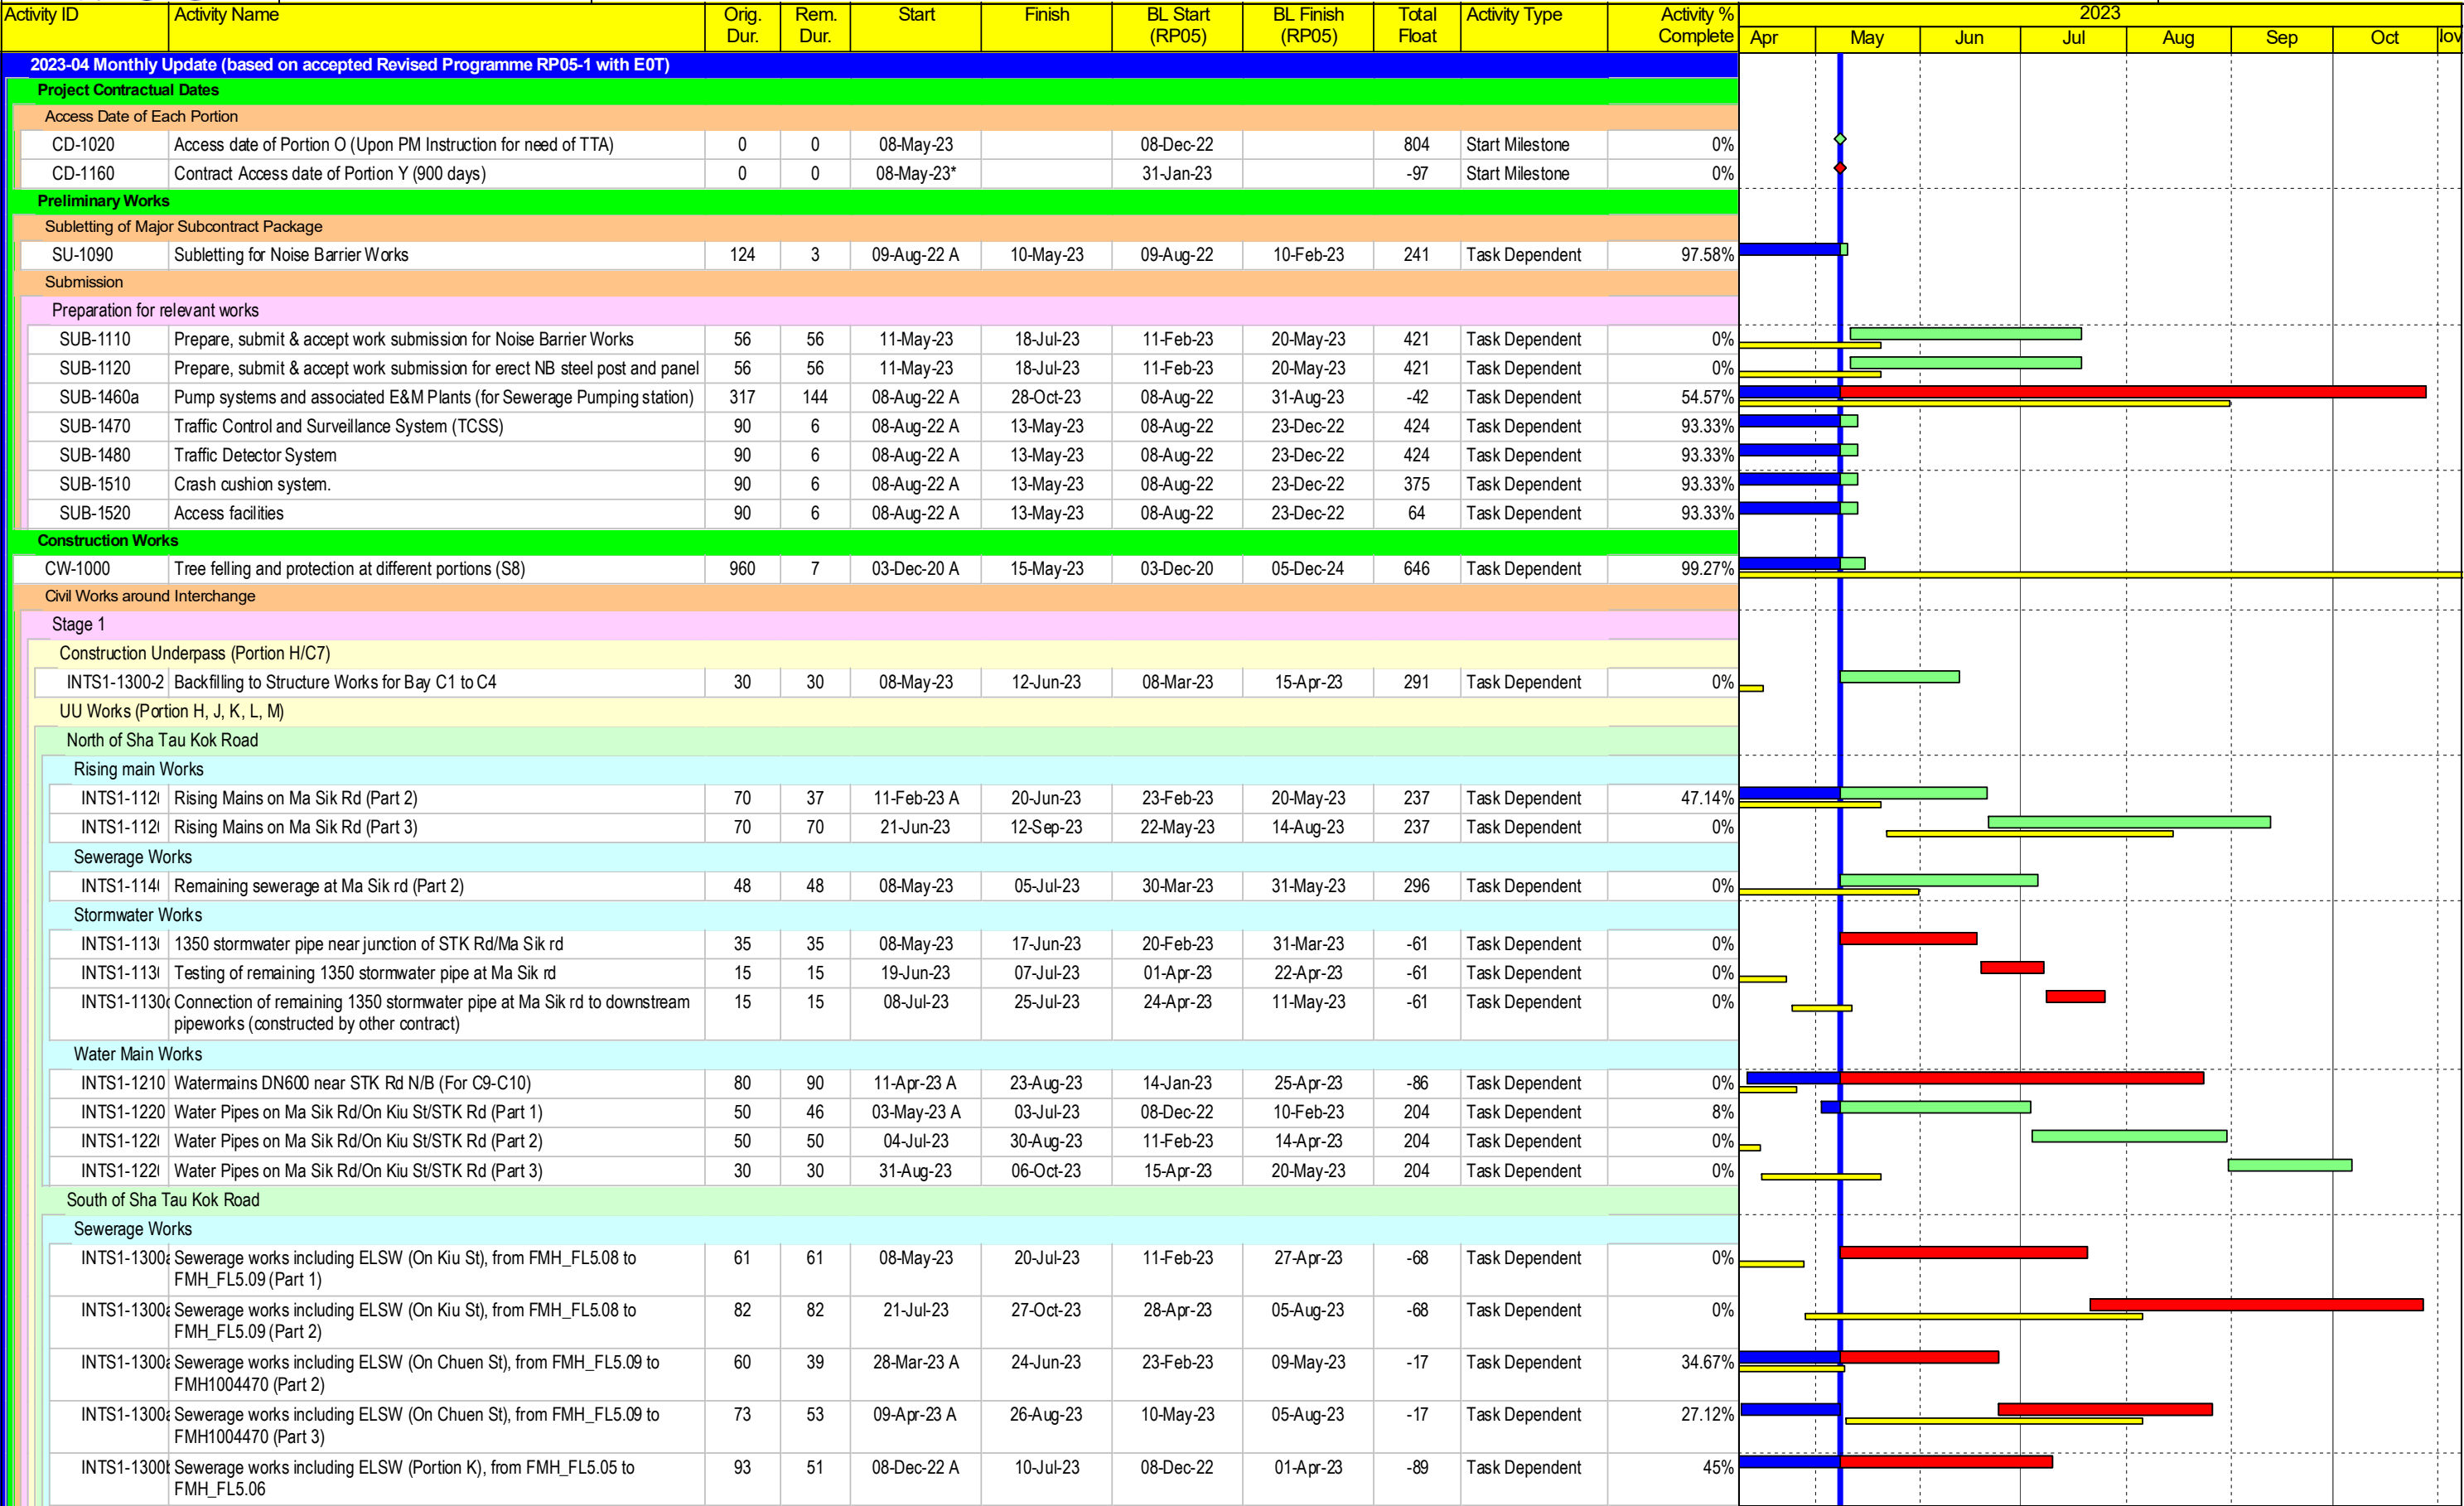 Activity ID Activity Name Orig. Dur. Rem. Dur. Start Finish BL Start (RP05) BL Finish (RP05) Total Float Activity Type Activity % Complete 2023
Apr May Jun Jul Aug Sep Oct
2023-04 Monthly Update (based on accepted Revised Programme RP05-1 with E0T)
Project Contractual Dates
Access Date of Each Portion
CD-1020 Access date of Portion O (Upon PM Instruction for need of TTA) 0 0 08-May-23 08-Dec-22 804 Start Milestone 0%
CD-1160 Contract Access date of Portion Y (900 days) 0 0 08-May-23* 31-Jan-23 -97 Start Milestone 0%
Preliminary Works
Subletting of Major Subcontract Package
SU-1090 Subletting for Noise Barrier Works 124 3 09-Aug-22 A 10-May-23 09-Aug-22 10-Feb-23 241 Task Dependent 97.58%
Submission
Preparation for relevant works
SUB-1110 Prepare, submit & accept work submission for Noise Barrier Works 56 56 11-May-23 18-Jul-23 11-Feb-23 20-May-23 421 Task Dependent 0%
SUB-1120 Prepare, submit & accept work submission for erect NB steel post and panel 56 56 11-May-23 18-Jul-23 11-Feb-23 20-May-23 421 Task Dependent 0%
SUB-1460a Pump systems and associated E&M Plants (for Sewerage Pumping station) 317 144 08-Aug-22 A 28-Oct-23 08-Aug-22 31-Aug-23 -42 Task Dependent 54.57%
SUB-1470 Traffic Control and Surveillance System (TCSS) 90 6 08-Aug-22 A 13-May-23 08-Aug-22 23-Dec-22 424 Task Dependent 93.33%
SUB-1480 Traffic Detector System 90 6 08-Aug-22 A 13-May-23 08-Aug-22 23-Dec-22 424 Task Dependent 93.33%
SUB-1510 Crash cushion system. 90 6 08-Aug-22 A 13-May-23 08-Aug-22 23-Dec-22 375 Task Dependent 93.33%
SUB-1520 Access facilities 90 6 08-Aug-22 A 13-May-23 08-Aug-22 23-Dec-22 64 Task Dependent 93.33%
Construction Works
CW-1000 Tree felling and protection at different portions (S8) 960 7 03-Dec-20 A 15-May-23 03-Dec-20 05-Dec-24 646 Task Dependent 99.27%
Civil Works around Interchange
Stage 1
Construction Underpass (Portion H/C7)
INTS1-1300-2 Backfilling to Structure Works for Bay C1 to C4 30 30 08-May-23 12-Jun-23 08-Mar-23 15-Apr-23 291 Task Dependent 0%
UU Works (Portion H, J, K, L, M)
North of Sha Tau Kok Road
Rising main Works
INTS1-112 Rising Mains on Ma Sik Rd (Part 2) 70 37 11-Feb-23 A 20-Jun-23 23-Feb-23 20-May-23 237 Task Dependent 47.14%
INTS1-112 Rising Mains on Ma Sik Rd (Part 3) 70 70 21-Jun-23 12-Sep-23 22-May-23 14-Aug-23 237 Task Dependent 0%
Sewerage Works
INTS1-114 Remaining sewerage at Ma Sik rd (Part 2) 48 48 08-May-23 05-Jul-23 30-Mar-23 31-May-23 296 Task Dependent 0%
Stormwater Works
INTS1-113 1350 stormwater pipe near junction of STK Rd/Ma Sik rd 35 35 08-May-23 17-Jun-23 20-Feb-23 31-Mar-23 -61 Task Dependent 0%
INTS1-113 Testing of remaining 1350 stormwater pipe at Ma Sik rd 15 15 19-Jun-23 07-Jul-23 01-Apr-23 22-Apr-23 -61 Task Dependent 0%
INTS1-1130c Connection of remaining 1350 stormwater pipe at Ma Sik rd to downstream 15 15 08-Jul-23 25-Jul-23 24-Apr-23 11-May-23 -61 Task Dependent 0%
pipeworks (constructed by other contract)
Water Main Works
INTS1-1210 Watermains DN600 near STK Rd N/B (For C9-C10) 80 90 11-Apr-23 A 23-Aug-23 14-Jan-23 25-Apr-23 -86 Task Dependent 0%
INTS1-1220 Water Pipes on Ma Sik Rd/On Kiu St/STK Rd (Part 1) 50 46 03-May-23 A 03-Jul-23 08-Dec-22 10-Feb-23 204 Task Dependent 8%
INTS1-122 Water Pipes on Ma Sik Rd/On Kiu St/STK Rd (Part 2) 50 50 04-Jul-23 30-Aug-23 11-Feb-23 14-Apr-23 204 Task Dependent 0%
INTS1-122 Water Pipes on Ma Sik Rd/On Kiu St/STK Rd (Part 3) 30 30 31-Aug-23 06-Oct-23 15-Apr-23 20-May-23 204 Task Dependent 0%
South of Sha Tau Kok Road
Sewerage Works
INTS1-1300a Sewerage works including ELSW (On Kiu St), from FMH_FL5.08 to 61 61 08-May-23 20-Jul-23 11-Feb-23 27-Apr-23 -68 Task Dependent 0%
FMH_FL5.09 (Part 1)
INTS1-1300a Sewerage works including ELSW (On Kiu St), from FMH_FL5.08 to 82 82 21-Jul-23 27-Oct-23 28-Apr-23 05-Aug-23 -68 Task Dependent 0%
FMH_FL5.09 (Part 2)
INTS1-1300a Sewerage works including ELSW (On Chuen St), from FMH_FL5.09 to 60 39 28-Mar-23 A 24-Jun-23 23-Feb-23 09-May-23 -17 Task Dependent 34.67%
FMH1004470 (Part 2)
INTS1-1300a Sewerage works including ELSW (On Chuen St), from FMH_FL5.09 to 73 53 09-Apr-23 A 26-Aug-23 10-May-23 05-Aug-23 -17 Task Dependent 27.12%
FMH1004470 (Part 3)
INTS1-1300b Sewerage works including ELSW (Portion K), from FMH_FL5.05 to 93 51 08-Dec-22 A 10-Jul-23 08-Dec-22 01-Apr-23 -89 Task Dependent 45%
FMH_FL5.06